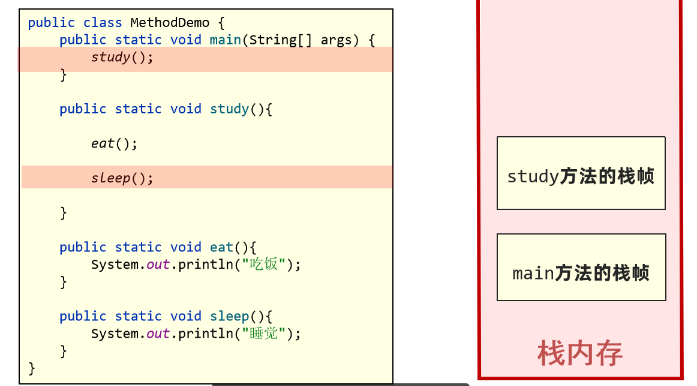 public class MethodDemo {
public static void main(String[] args) {
study();
}
public static void study(){
eat();
sleep();
}
public static void eat(){
System.out.println("吃饭");
}
public static void sleep(){
System.out.println("睡觉");
}
}
study方法的栈帧
main方法的栈帧
栈内存